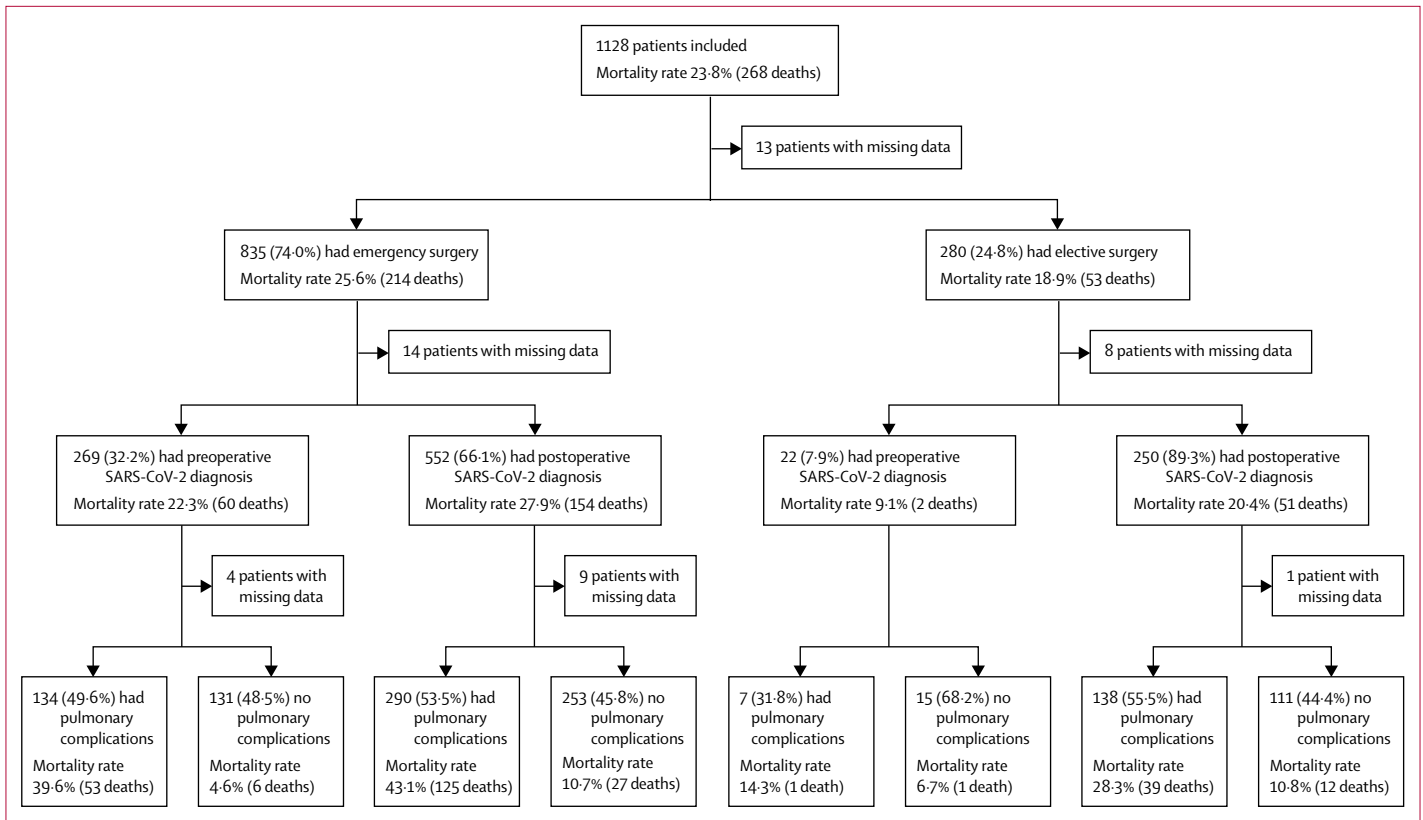 1128 patients included
Mortality rate 23·8% (268 deaths)
13 patients with missing data
835 (74·0%) had emergency surgery
Mortality rate 25·6% (214 deaths)
280 (24·8%) had elective surgery
Mortality rate 18·9% (53 deaths)
14 patients with missing data
8 patients with missing data
269 (32·2%) had preoperative
SARS-CoV-2 diagnosis
Mortality rate 22·3% (60 deaths)
552 (66·1%) had postoperative
SARS-CoV-2 diagnosis
Mortality rate 27·9% (154 deaths)
22 (7·9%) had preoperative
SARS-CoV-2 diagnosis
Mortality rate 9·1% (2 deaths)
250 (89·3%) had postoperative
SARS-CoV-2 diagnosis
Mortality rate 20·4% (51 deaths)
4 patients with
missing data
9 patients with
missing data
1 patient with
missing data
134 (49·6%) had
pulmonary
complications
Mortality rate
39·6% (53 deaths)
131 (48·5%) no
pulmonary
complications
Mortality rate
4·6% (6 deaths)
290 (53·5%) had
pulmonary
complications
Mortality rate
43·1% (125 deaths)
253 (45·8%) no
pulmonary
complications
Mortality rate
10·7% (27 deaths)
7 (31·8%) had
pulmonary
complications
Mortality rate
14·3% (1 death)
15 (68·2%) no
pulmonary
complications
Mortality rate
6·7% (1 death)
138 (55·5%) had
pulmonary
complications
Mortality rate
28·3% (39 deaths)
111 (44·4%) no
pulmonary
complications
Mortality rate
10·8% (12 deaths)